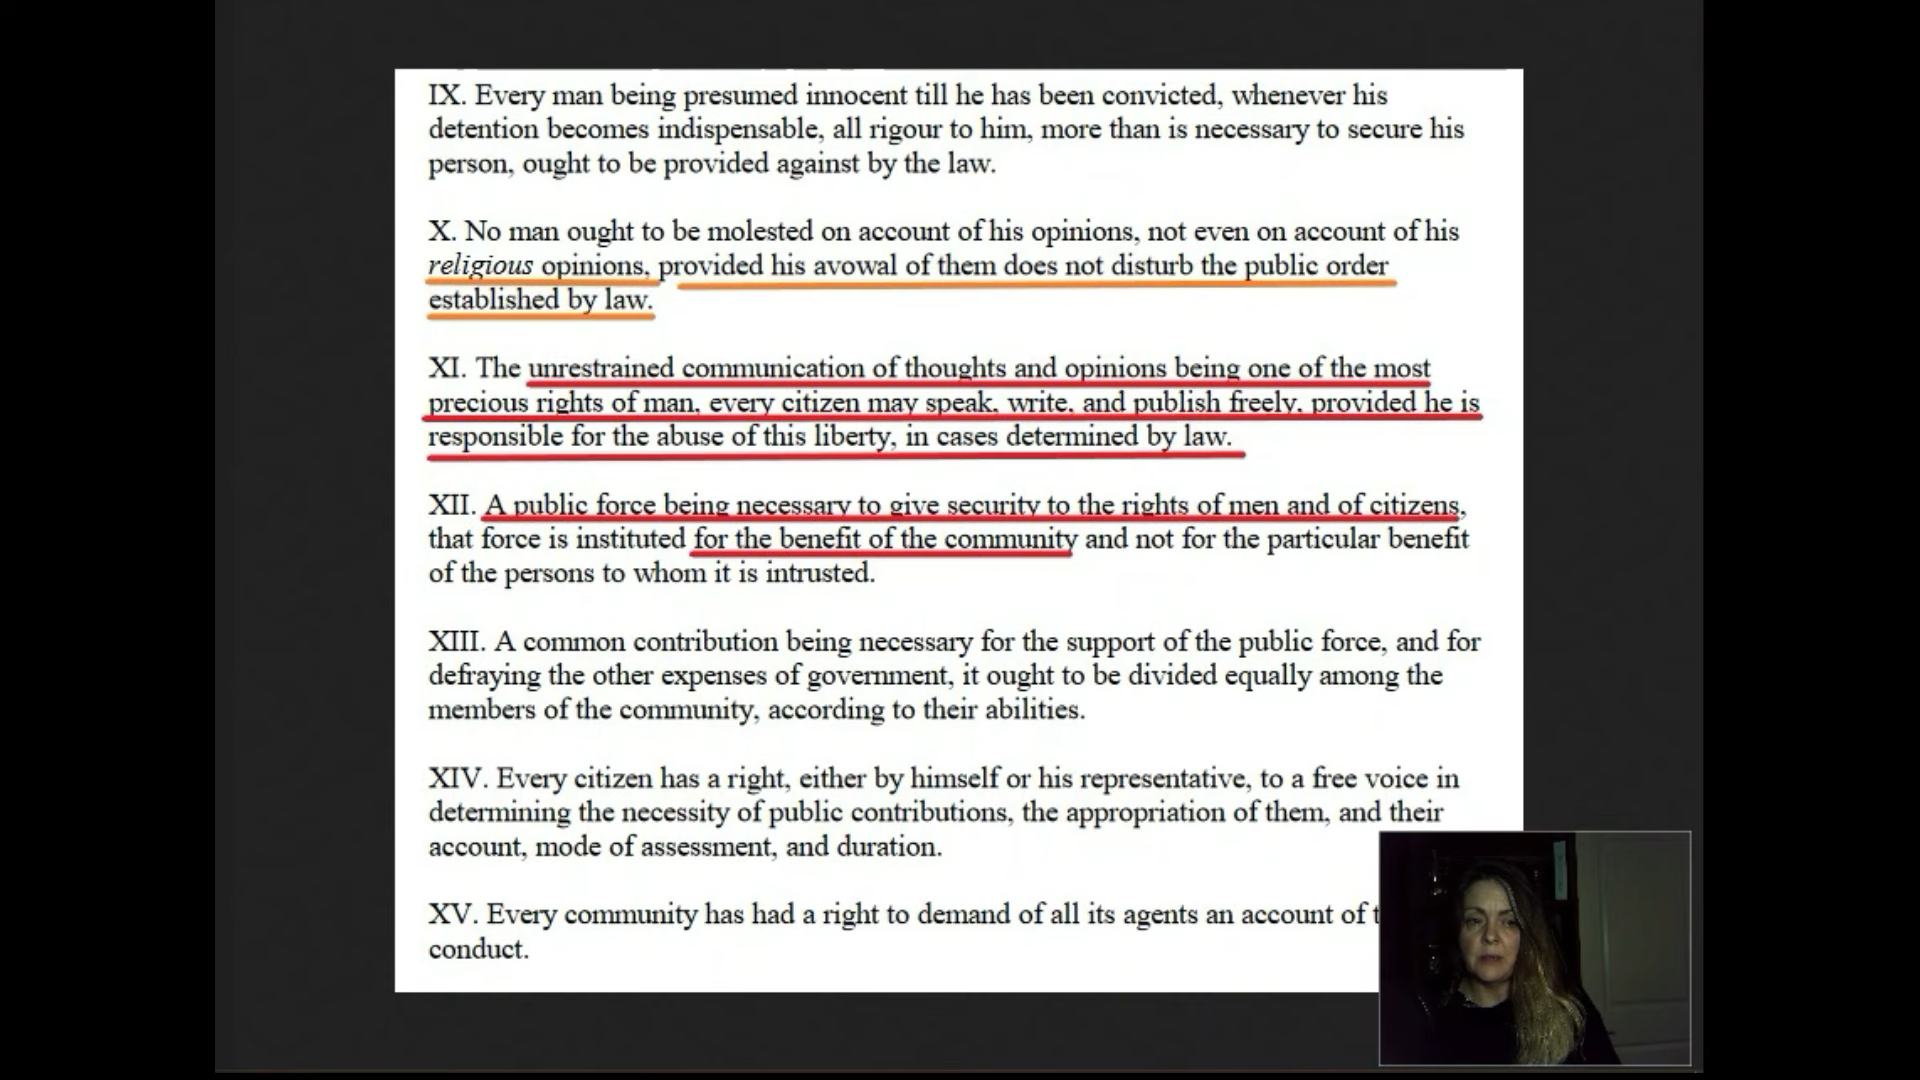 IX. Every man being presumed innocent till he has been convicted, whenever his
detention becomes indispensable, all rigour to him, more than is necessary to secure his
person, ought to be provided against by the law.
X. No man ought to be molested on account of his opinions, not even on account of his
religious opinions, provided his avowal of them does not disturb the public order
established by law.
XI. The unrestrained communication of thoughts and opinions being one of the most
precious rights of man, every citizen may speak, write, and publish freely, provided he is
responsible for the abuse of this liberty, in cases determined by law.
XII. A public force being necessary to give security to the rights of men and of citizens,
that force is instituted for the benefit of the community and not for the particular benefit
of the persons to whom it is intrusted.
XIII. A common contribution being necessary for the support of the public force, and for
defraying the other expenses of government, it ought to be divided equally among the
members of the community, according to their abilities.
XIV. Every citizen has a right, either by himself or his representative, to a free voice in
determining the necessity of public contributions, the appropriation of them, and their
account, mode of assessment, and duration.
XV. Every community has had a right to demand of all its agents an account of
conduct.